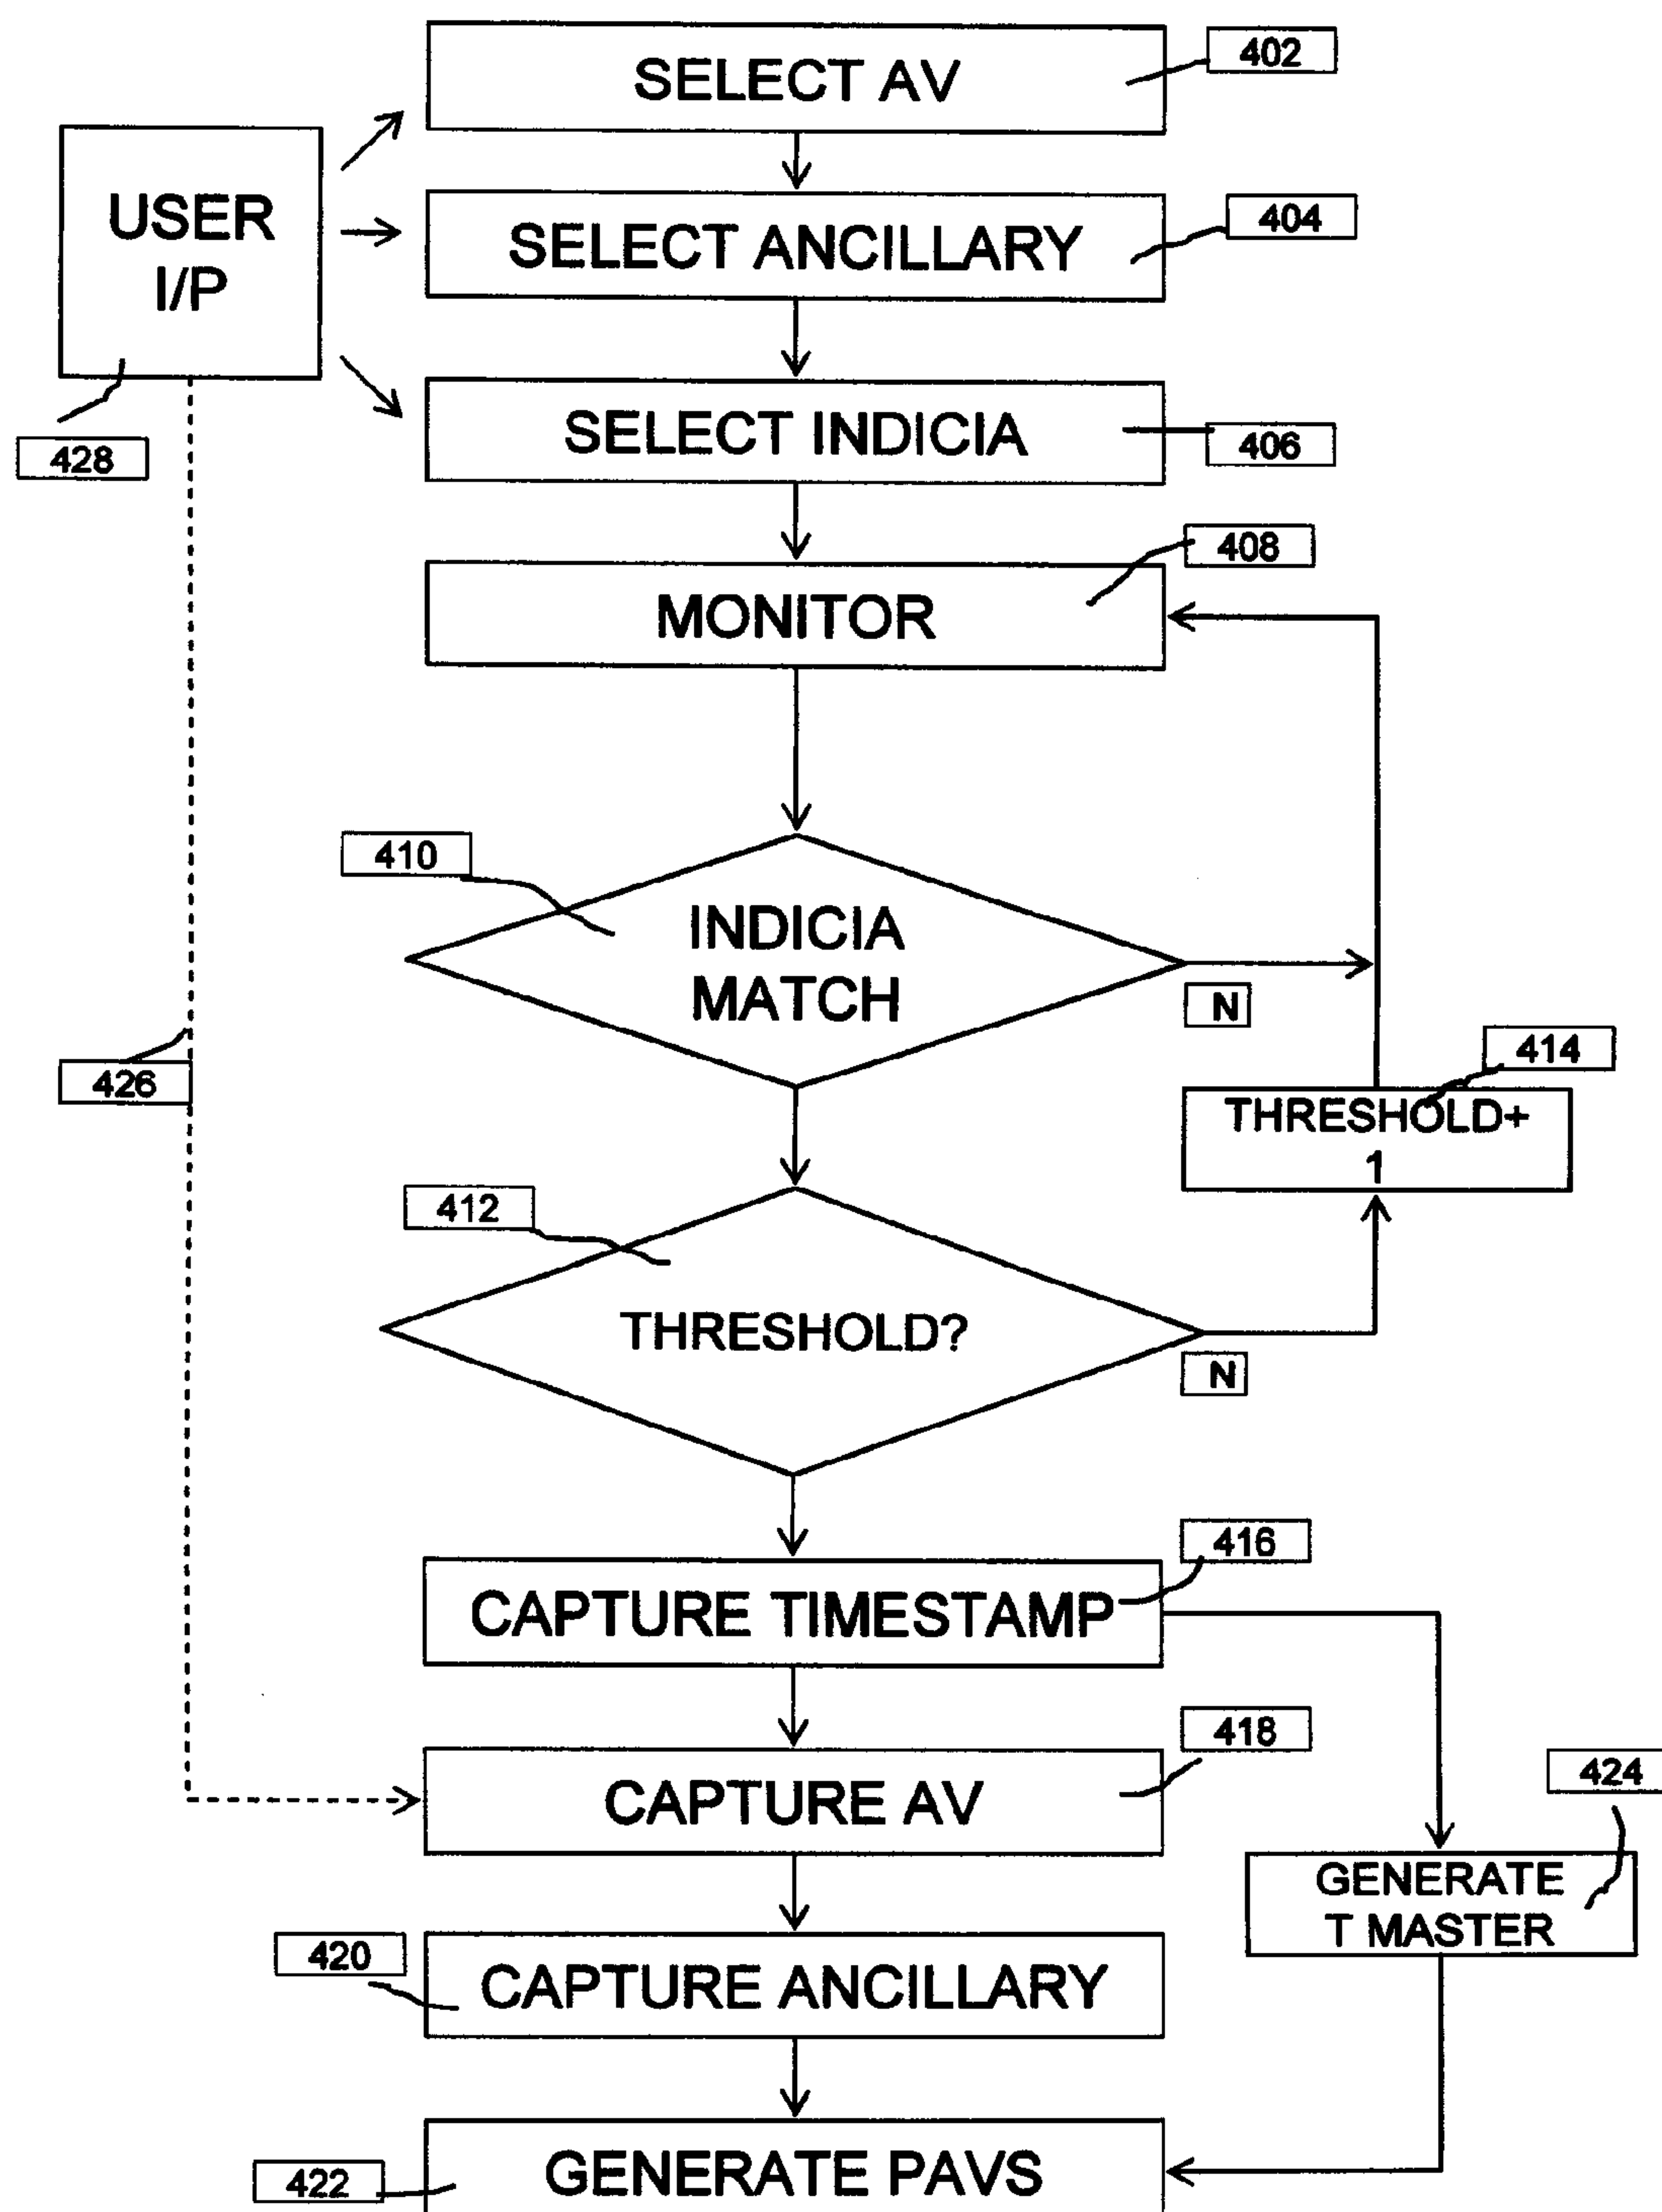 SELECT AV
402
USER
I/P
SELECT ANCILLARY
404
SELECT INDICIA
406
428
MONITOR
408
410
INDICIA
MATCH
N
414
THRESHOLD+
1
426
412
THRESHOLD?
N
416
CAPTURE TIMESTAMP
418
CAPTURE AV
424
GENERATE
T MASTER
420
CAPTURE ANCILLARY
GENERATE PAVS
422